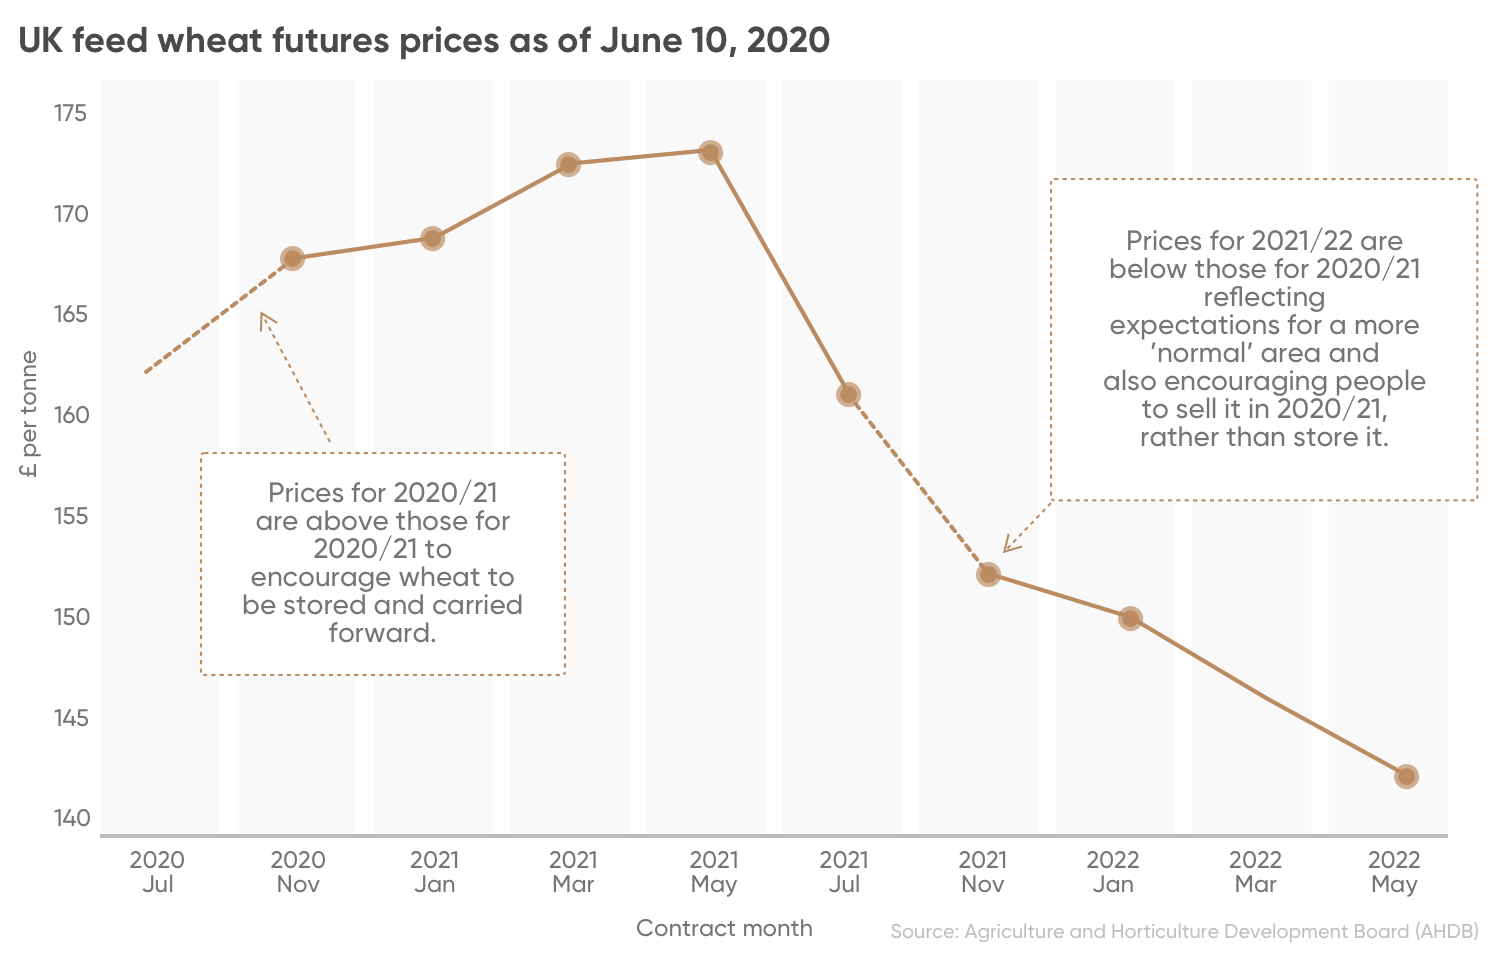 UK feed wheat futures prices as of June 10, 2020
175
170
165
160
155
150
145
140
£ per tonne
Prices for 2020/21
are above those for
2020/21 to
encourage wheat to
be stored and carried
forward.
Prices for 2021/22 are
below those for 2020/21
reflecting
expectations for a more
‘normal’ area and
also encouraging people
to sell it in 2020/21,
rather than store it.
2020 2020 2021 2021 2021 2021 2021 2022 2022 2022
Jul Nov Jan Mar May Jul Nov Jan Mar May
Contract month
Source: Agriculture and Horticulture Development Board (AHDB)